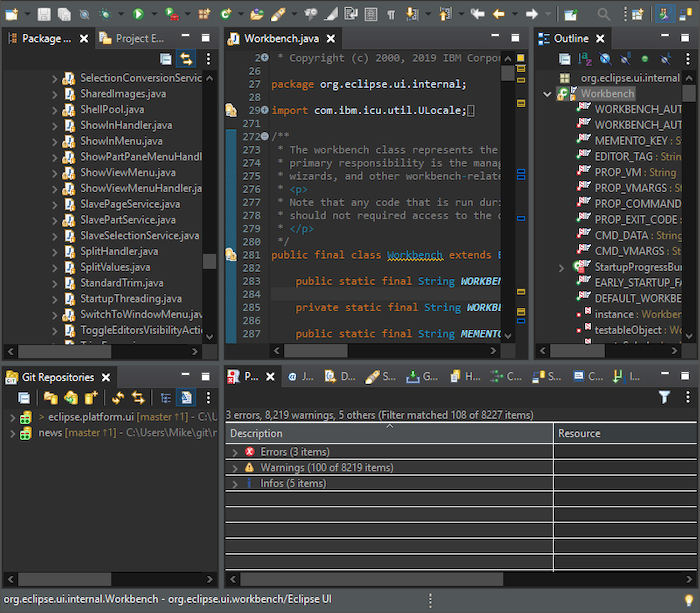 Package ...
Project E...
SelectionConversionServic
SharedImages.java
ShellPool.java
ShowInHandler.java
ShowInMenu.java
ShowPartPaneMenuHandl
ShowViewMenu.java
ShowViewMenuHandler.ja
SlavePageService.java
SlavePartService.java
SlaveSelectionService.java
SplitHandler.java
SplitValues.java
StandardTrim.java
StartupThreading.java
SwitchToWindowMenu.jav
ToggleEditorsVisibilityActic
Workbench.java
2 * Copyright (c) 2000, 2019 IBM Corpor
26
27 package org.eclipse.ui.internal;
28
29 import com.ibm.icu.util.ULocale;
271
272 /**
273 * The workbench class represents the
274 * primary responsibility is the manag
275 * wizards, and other workbench-relate
276 * <p>
277 * Note that any code that is run duri
278 * should not required access to the d
279 * </p>
280 */
281 public final class Workbench extends E
282
283 public static final String WORKBEN
284
285 private static final String WORKBE
286
287 public static final String MEMENTO
Outline
org.eclipse.ui.internal
Workbench
WORKBENCH_AUT
WORKBENCH_AUT
MEMENTO_KEY : String
EDITOR_TAG : String
PROP_VM : String
PROP_VMARGS : String
PROP_COMMAND
PROP_EXIT_CODE :
CMD_DATA : String
CMD_VMARGS : String
StartupProgressBun
EARLY_STARTUP_FA
DEFAULT_WORKBE
instance : Workben
testableObject : Wo
Git Repositories
> eclipse.platform.ui [master ↑1] - C:\U
news [master ↑1] - C:\Users\Mike\git\n
P...
J...
D...
S...
G...
H...
C...
S...
C...
I...
3 errors, 8,219 warnings, 5 others (Filter matched 108 of 8227 items)
Description
Resource
Errors (3 items)
Warnings (100 of 8219 items)
Infos (5 items)
org.eclipse.ui.internal.Workbench - org.eclipse.ui.workbench/Eclipse UI